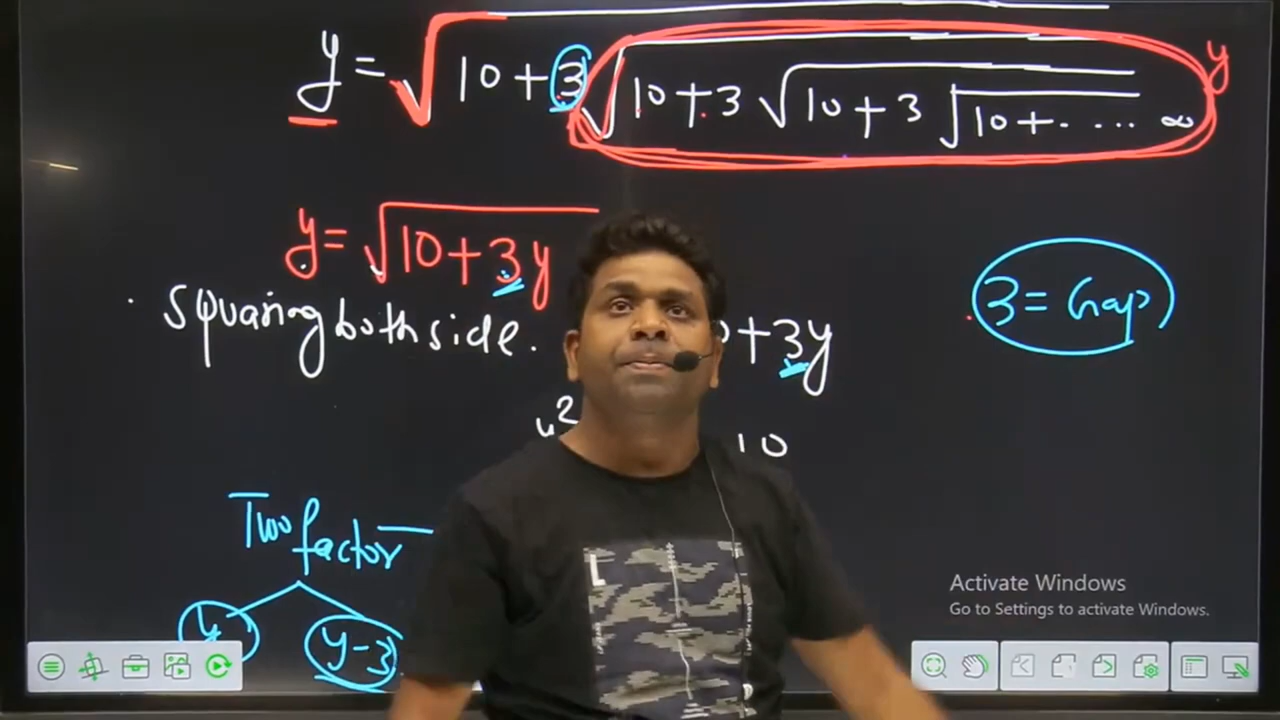 y = √10 + 3√10 + 3√10 + 3√10 + .... ∞
y
y = √10 + 3y
3 = Gap
Squaring both side.
+ 3y
10
Two factor
y
y-3
Activate Windows
Go to Settings to activate Windows.